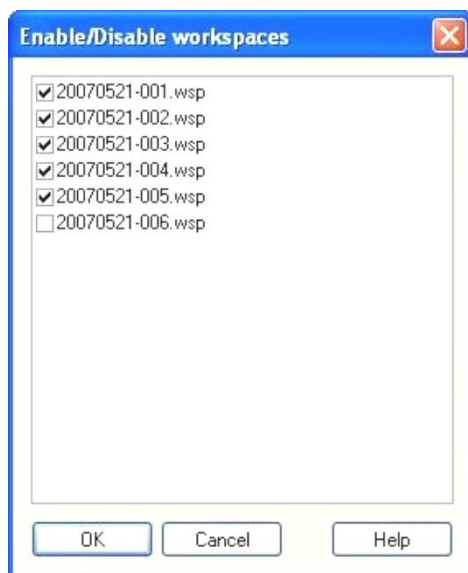 Enable/Disable workspaces
20070521-001.wsp
20070521-002.wsp
20070521-003.wsp
20070521-004.wsp
20070521-005.wsp
20070521-006.wsp
OK Cancel Help